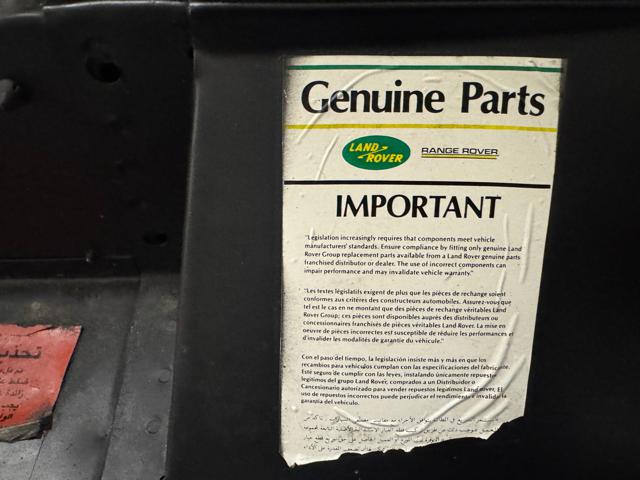 Genuine Parts
LAND
ROVER
RANGE ROVER
IMPORTANT
"Legislation increasingly requires that components meet vehicle
manufacturers' standards. Ensure compliance by fitting only genuine Land
Rover Group replacement parts available from a Land Rover genuine parts
franchised distributor or dealer. The use of incorrect components can
impair performance and may invalidate vehicle warranty."
"Les textes législatifs exigent de plus que les pièces de rechange soient
conformes aux critères des constructeurs automobiles. Assurez-vous que
tel est le cas en ne montant que des pièces de rechange véritables Land
Rover Group; ces pièces sont disponibles auprès des distributeurs ou
concessionnaires franchisés de pièces véritables Land Rover. La mise en
oeuvre de pièces incorrectes est susceptible de réduire les performances et
d'invalider les modalités de garantie du véhicule."
Con el paso del tiempo, la legislación insiste más y más en que los
recambios para vehículos cumplan con las especificaciones del fabricante.
Esté seguro de cumplir con las leyes, instalando únicamente repuestos
legítimos del grupo Land Rover, comprados a un Distribuidor o
Concesionario autorizado para vender repuestos legítimos Land Rover. El
uso de repuestos incorrectos puede perjudicar el rendimiento e invalidar la
garantía del vehículo.